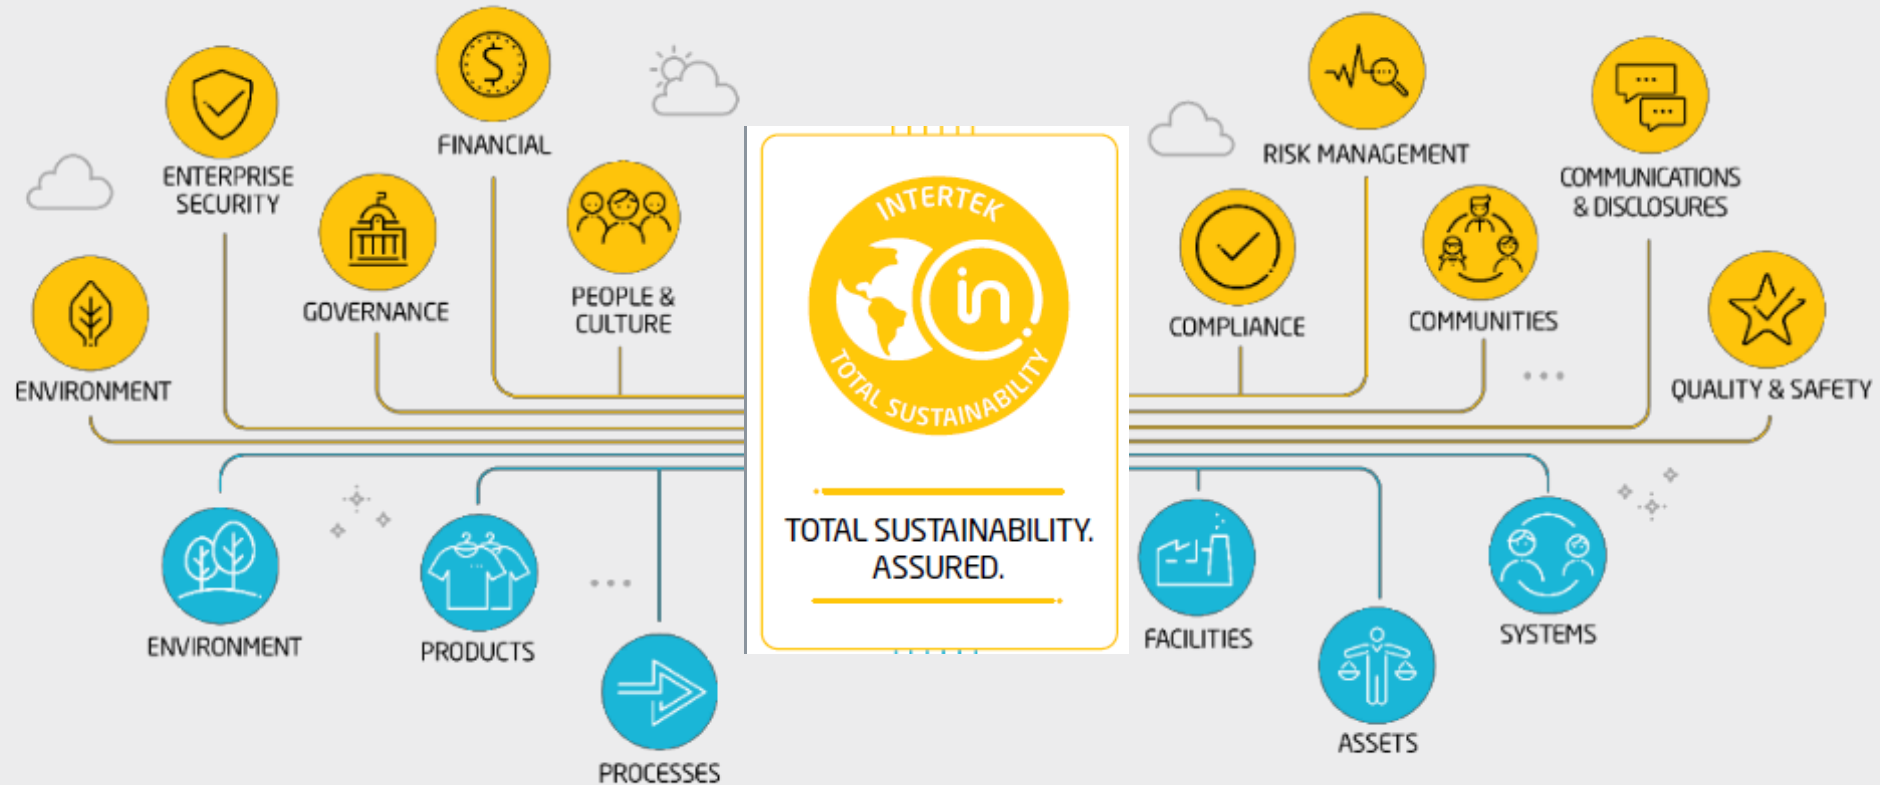 FINANCIAL
ENTERPRISE
SECURITY
GOVERNANCE
PEOPLE &
CULTURE
ENVIRONMENT
INTERTEK
in
TOTAL SUSTAINABILITY
TOTAL SUSTAINABILITY.
ASSURED.
RISK MANAGEMENT
COMMUNICATIONS
& DISCLOSURES
COMPLIANCE
COMMUNITIES
QUALITY & SAFETY
ENVIRONMENT
PRODUCTS
PROCESSES
FACILITIES
ASSETS
SYSTEMS